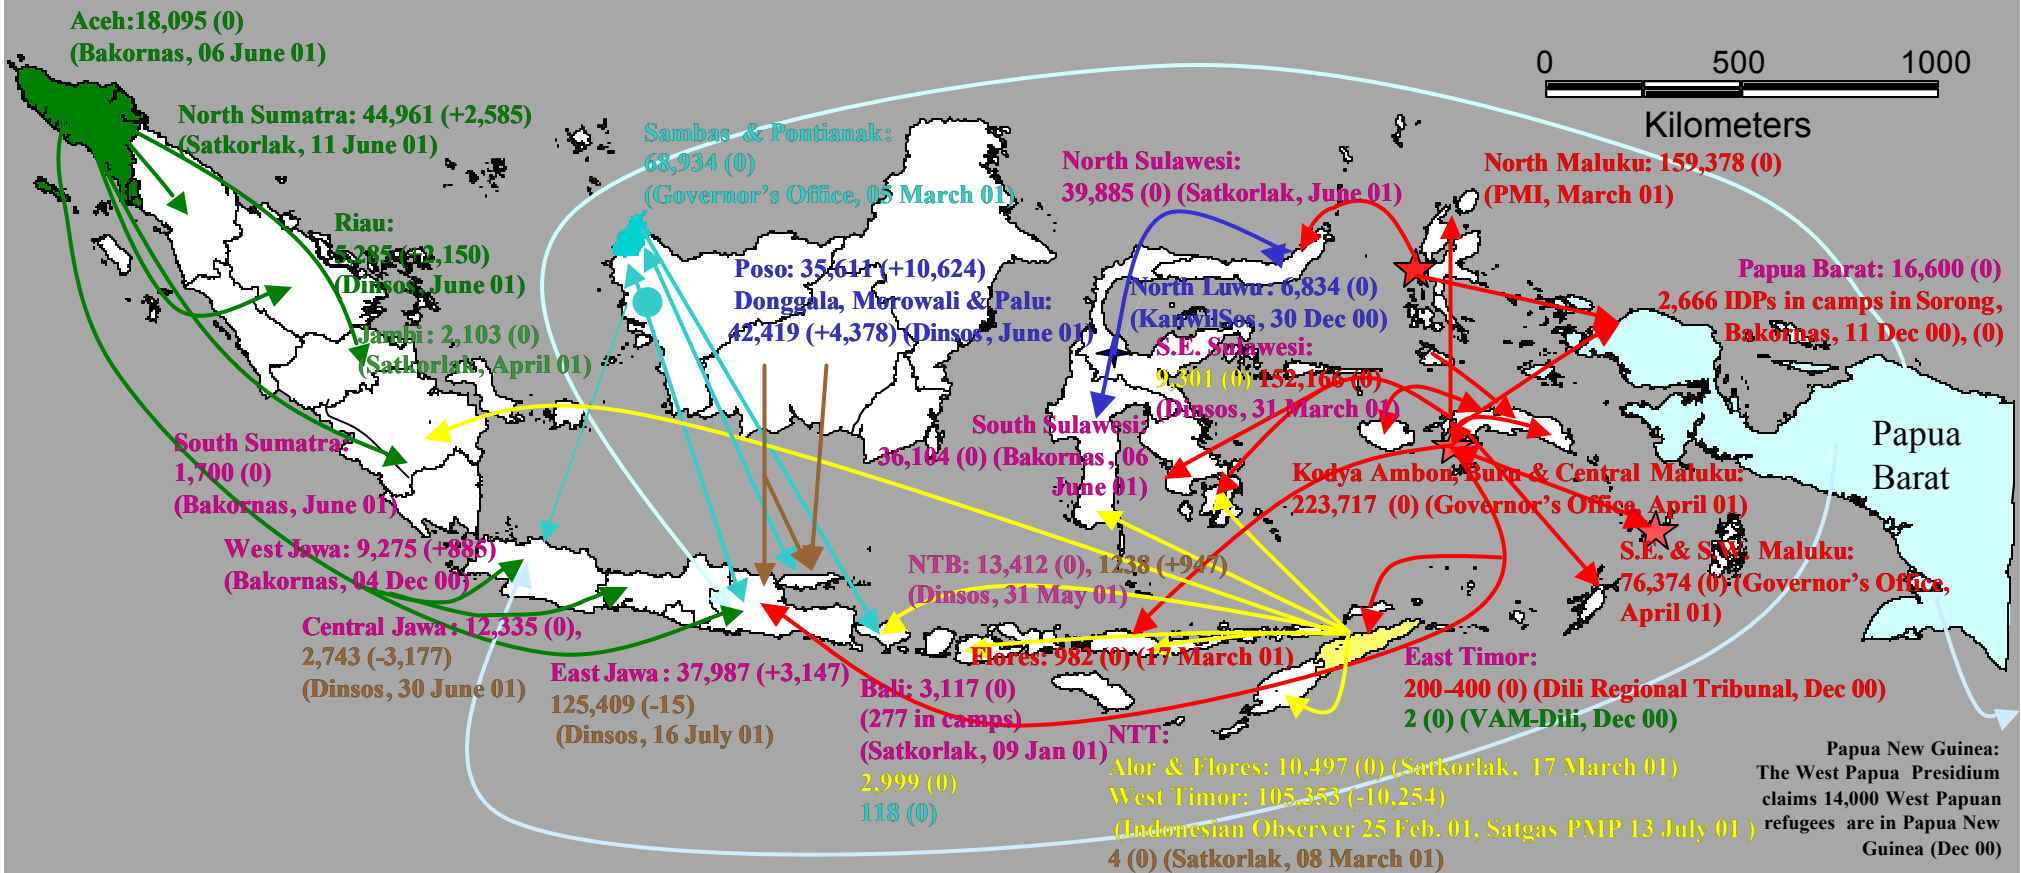 Aceh:18,095 (0)
(Bakornas, 06 June 01)
North Sumatra: 44,961 (+2,585)
(Satkorlak, 11 June 01)
Riau:
5,285 (+2,150)
(Dinsos, June 01)
Jambi: 2,103 (0)
(Satkorlak, April 01)
South Sumatra:
1,700 (0)
(Bakornas, June 01)
West Jawa: 9,275 (+885)
(Bakornas, 04 Dec 00)
Central Jawa: 12,335 (0),
2,743 (-3,177)
(Dinsos, 30 June 01)
East Jawa: 37,987 (+3,147)
125,409 (-15)
(Dinsos, 16 July 01)
Sambas & Pontianak:
68,934 (0)
(Governor's Office, 05 March 01)
Poso: 35,611 (+10,624)
Donggala, Morowali & Palu:
42,419 (+4,378) (Dinsos, June 01)
North Sulawesi:
39,885 (0) (Satkorlak, June 01)
North Luwu: 6,834 (0)
(KanwilSos, 30 Dec 00)
S.E. Sulawesi:
9,301 (0) 152,166 (0)
(Dinsos, 31 March 01)
South Sulawesi:
36,104 (0) (Bakornas, 06
June 01)
NTB: 13,412 (0), 1238 (+947)
(Dinsos, 31 May 01)
Flores: 982 (0) (17 March 01)
Bali: 3,117 (0)
(277 in camps)
(Satkorlak, 09 Jan 01)
2,999 (0)
118 (0)
NTT:
Alor & Flores: 10,497 (0) (Satkorlak, 17 March 01)
West Timor: 105,353 (-10,254)
(Indonesian Observer 25 Feb. 01, Satgas PMP 13 July 01 )
4 (0) (Satkorlak, 08 March 01)
0 500 1000
Kilometers
North Maluku: 159,378 (0)
(PMI, March 01)
Papua Barat: 16,600 (0)
2,666 IDPs in camps in Sorong,
Bakornas, 11 Dec 00), (0)
Papua
Barat
Kodya Ambon, Buru & Central Maluku:
223,717 (0) (Governor's Office, April 01)
S.E. & S.W. Maluku:
76,374 (0) (Governor's Office,
April 01)
East Timor:
200-400 (0) (Dili Regional Tribunal, Dec 00)
2 (0) (VAM-Dili, Dec 00)
Papua New Guinea:
The West Papua Presidium
claims 14,000 West Papuan
refugees are in Papua New
Guinea (Dec 00)